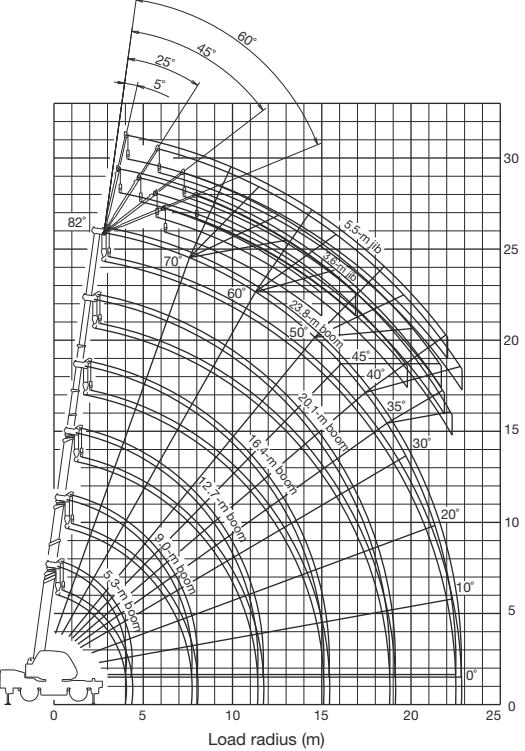 60°
45°
25°
5°
30
82°
5.5-m jib
3.6-m jib
25
70°
60°
23.8-m boom
50°
20
45°
40°
20.1-m boom
35°
15
16.4-m boom
30°
12.7-m boom
20°
10
9.0-m boom
5.3-m boom
10°
5
0°
0
0 5 10 15 20 25
Load radius (m)